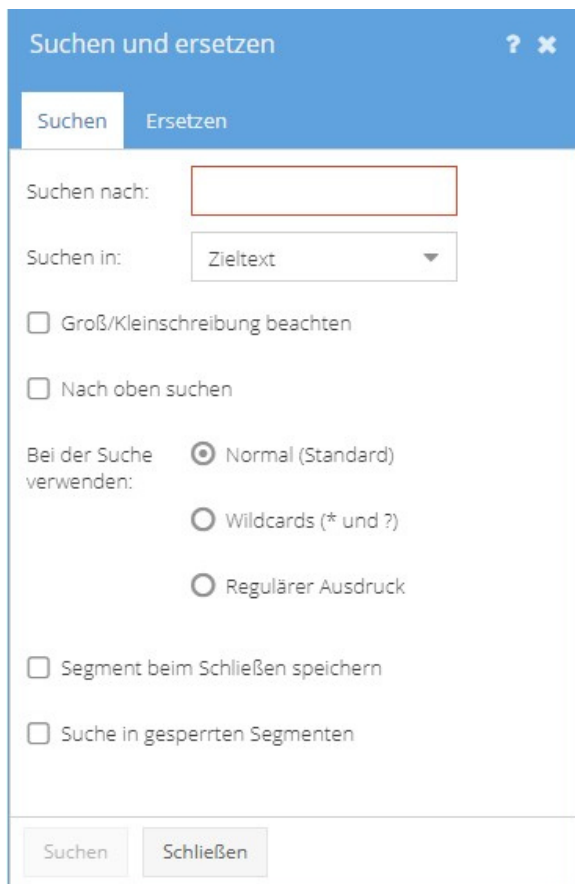 Suchen und ersetzen ? ✖
Suchen Ersetzen
Suchen nach:
Suchen in: Zieltext
Groß/Kleinschreibung beachten
Nach oben suchen
Bei der Suche verwenden:
Normal (Standard)
Wildcards (* und ?)
Regulärer Ausdruck
Segment beim Schließen speichern
Suche in gesperrten Segmenten
Suchen Schließen